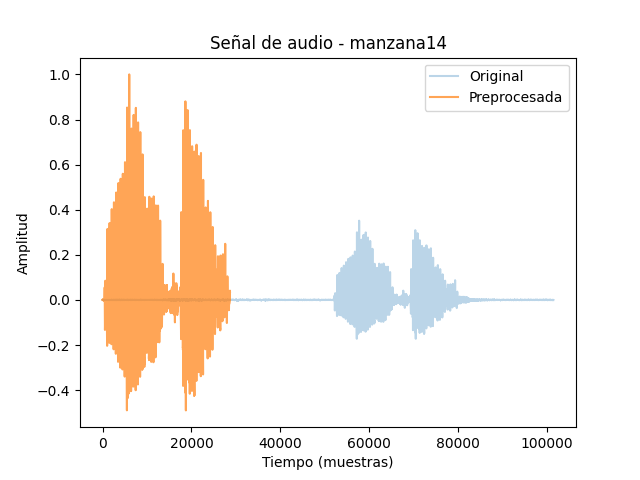 Señal de audio - manzana14
Original
Preprocesada
1.0
0.8
0.6
0.4
0.2
0.0
−0.2
−0.4
Amplitud
0
20000
40000
60000
80000
100000
Tiempo (muestras)